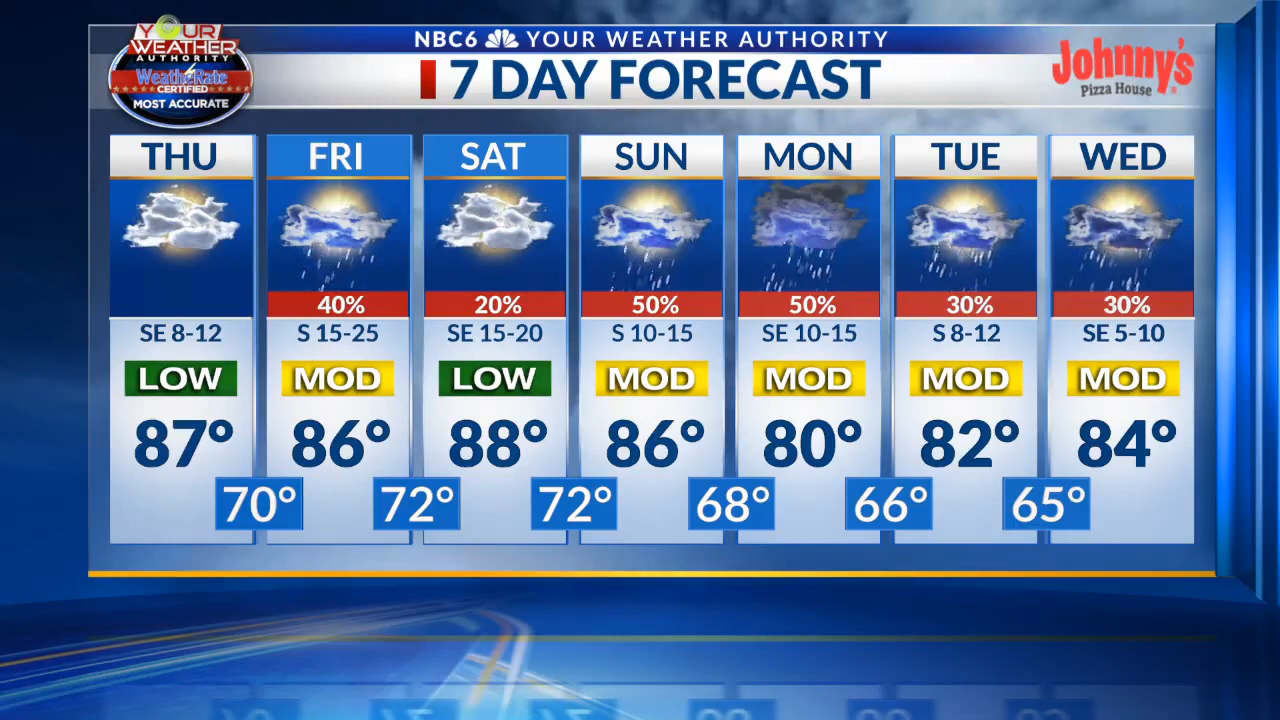 YOUR
WEATHER
AUTHORITY
WeatheRate
CERTIFIED
MOST ACCURATE
NBC6 YOUR WEATHER AUTHORITY
7 DAY FORECAST
Johnny's
Pizza House
THU FRI SAT SUN MON TUE WED
40% 20% 50% 50% 30% 30%
SE 8-12 S 15-25 SE 15-20 S 10-15 SE 10-15 S 8-12 SE 5-10
LOW MOD LOW MOD MOD MOD MOD
87° 86° 88° 86° 80° 82° 84°
70° 72° 72° 68° 66° 65°